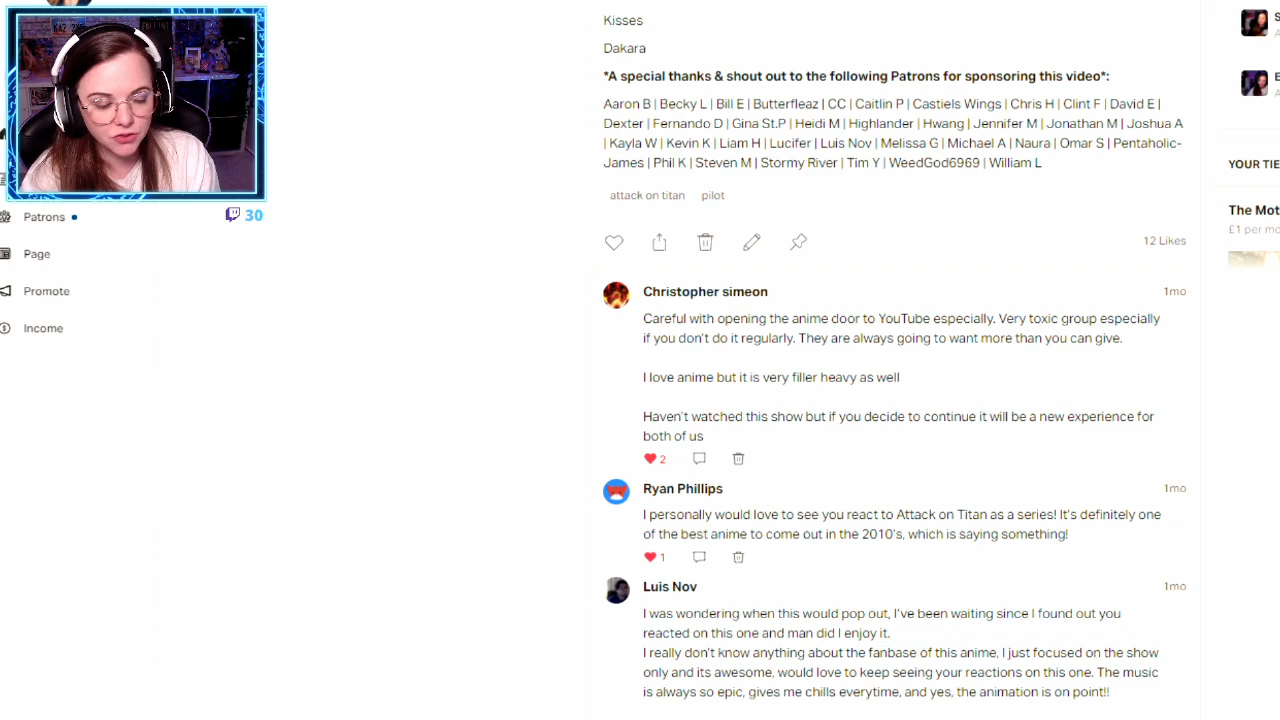 Kisses
Dakara
*A special thanks & shout out to the following Patrons for sponsoring this video*:
Aaron B | Becky L | Bill E | Butterfleaz | CC | Caitlin P | Castiels Wings | Chris H | Clint F | David E |
Dexter | Fernando D | Gina St.P | Heidi M | Highlander | Hwang | Jennifer M | Jonathan M | Joshua A
| Kayla W | Kevin K | Liam H | Lucifer | Luis Nov | Melissa G | Michael A | Naura | Omar S | Pentaholic-
James | Phil K | Steven M | Stormy River | Tim Y | WeedGod6969 | William L
attack on titan pilot
12 Likes
Patrons
30
Page
Promote
Income
Christopher simeon 1mo
Careful with opening the anime door to YouTube especially. Very toxic group especially
if you don't do it regularly. They are always going to want more than you can give.
I love anime but it is very filler heavy as well
Haven't watched this show but if you decide to continue it will be a new experience for
both of us
2
Ryan Phillips 1mo
I personally would love to see you react to Attack on Titan as a series! It's definitely one
of the best anime to come out in the 2010's, which is saying something!
1
Luis Nov 1mo
I was wondering when this would pop out, I've been waiting since I found out you
reacted on this one and man did I enjoy it.
I really don't know anything about the fanbase of this anime, I just focused on the show
only and its awesome, would love to keep seeing your reactions on this one. The music
is always so epic, gives me chills everytime, and yes, the animation is on point!!
YOUR TIE
The Mot
£1 per mo